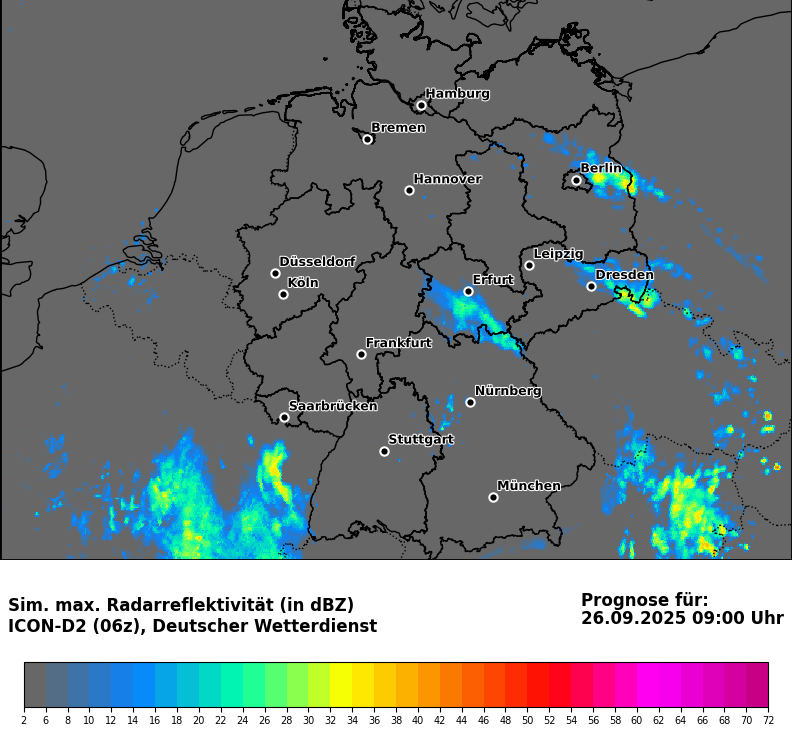 Hamburg
Bremen
Berlin
Hannover
Leipzig
Düsseldorf
Dresden
Erfurt
Köln
Frankfurt
Nürnberg
Saarbrücken
Stuttgart
München
Sim. max. Radarreflektivität (in dBZ)
ICON-D2 (06z), Deutscher Wetterdienst
Prognose für:
26.09.2025 09:00 Uhr
2 6 8 10 12 14 16 18 20 22 24 26 28 30 32 34 36 38 40 42 44 46 48 50 52 54 56 58 60 62 64 66 68 70 72